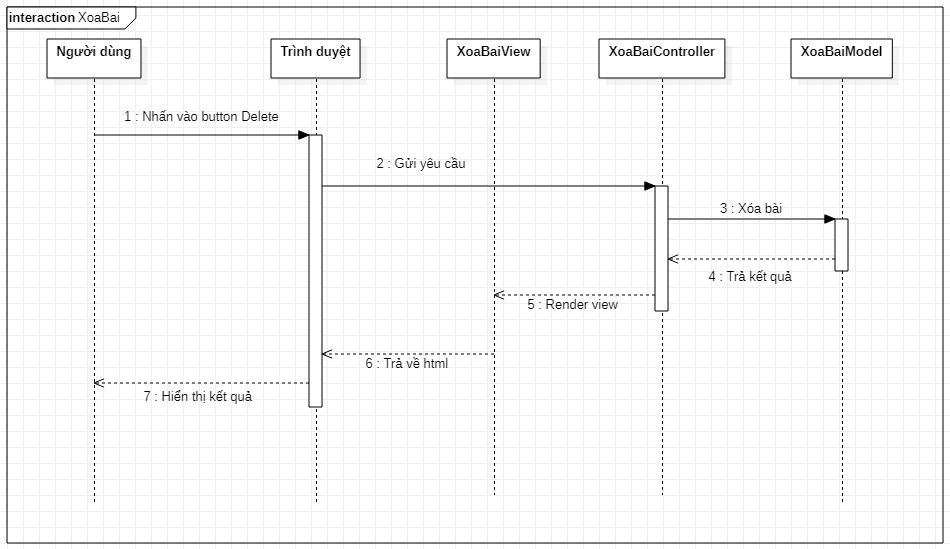 interaction XoaBai
Người dùng
Trình duyệt
XoaBaiView
XoaBaiController
XoaBaiModel
1 : Nhấn vào button Delete
2 : Gửi yêu cầu
3 : Xóa bài
4 : Trả kết quả
5 : Render view
6 : Trả về html
7 : Hiển thị kết quả